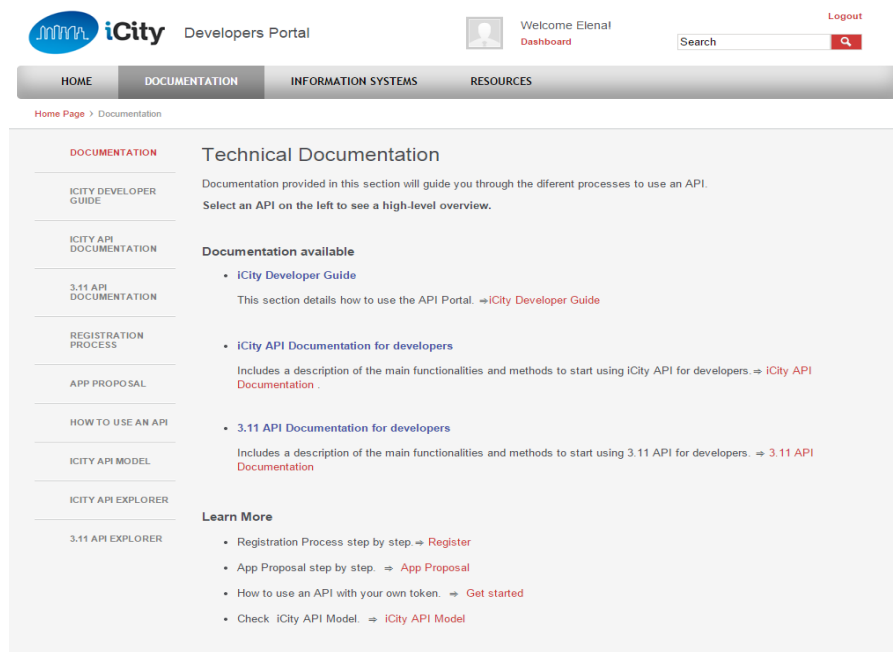 iCity Developers Portal
Welcome Elena!
Dashboard
Logout
Search
HOME DOCUMENTATION INFORMATION SYSTEMS RESOURCES
Home Page > Documentation
DOCUMENTATION
ICITY DEVELOPER
GUIDE
ICITY API
DOCUMENTATION
3.11 API
DOCUMENTATION
REGISTRATION
PROCESS
APP PROPOSAL
HOW TO USE AN API
ICITY API MODEL
ICITY API EXPLORER
3.11 API EXPLORER
Technical Documentation
Documentation provided in this section will guide you through the diferent processes to use an API.
Select an API on the left to see a high-level overview.
Documentation available
• iCity Developer Guide
This section details how to use the API Portal. ⇒iCity Developer Guide
• iCity API Documentation for developers
Includes a description of the main functionalities and methods to start using iCity API for developers.⇒ iCity API
Documentation .
• 3.11 API Documentation for developers
Includes a description of the main functionalities and methods to start using 3.11 API for developers. ⇒ 3.11 API
Documentation
Learn More
• Registration Process step by step.⇒ Register
• App Proposal step by step. ⇒ App Proposal
• How to use an API with your own token. ⇒ Get started
• Check iCity API Model. ⇒ iCity API Model